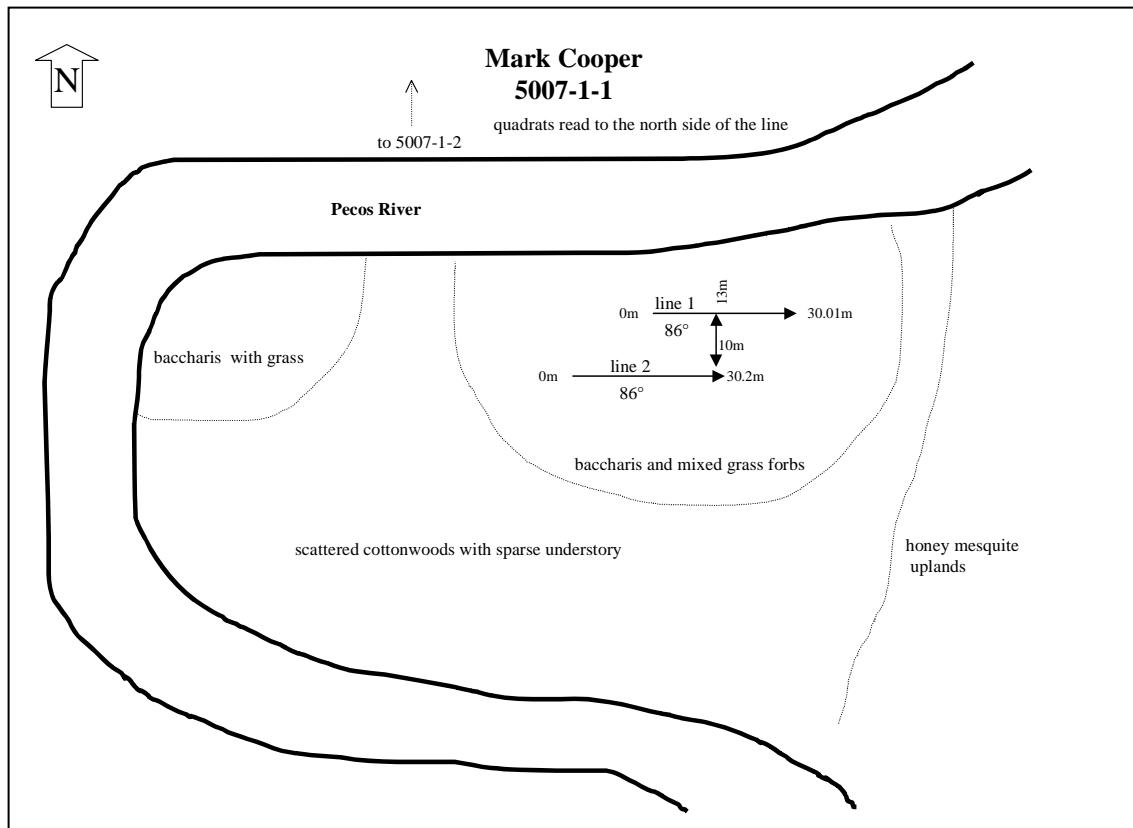 N
Mark Cooper
5007-1-1
quadrats read to the north side of the line
to 5007-1-2
Pecos River
13m
0m
line 1
30.01m
86°
10m
baccharis with grass
0m
line 2
30.2m
86°
baccharis and mixed grass forbs
scattered cottonwoods with sparse understory
honey mesquite
uplands